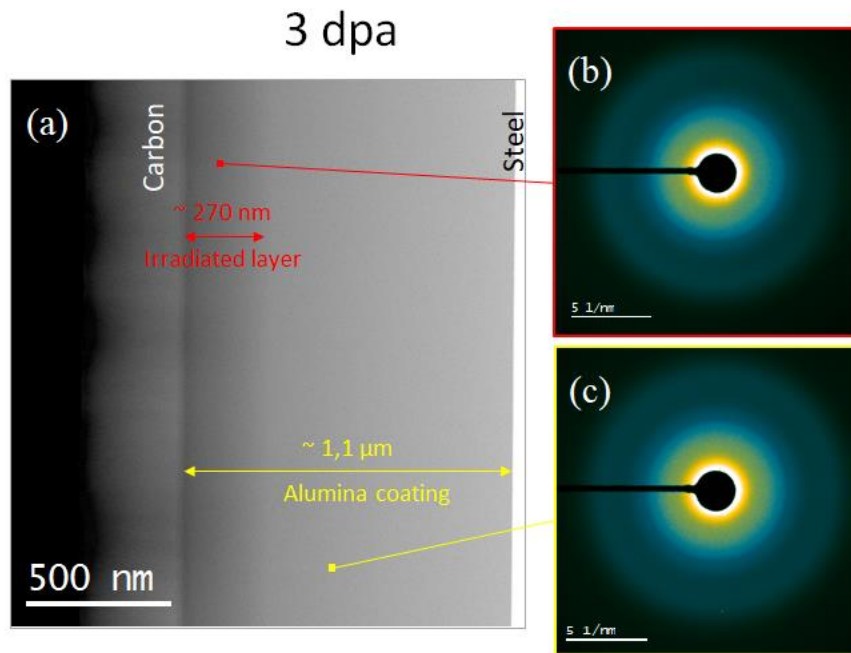 3 dpa
(a)
Carbon
Steel
~ 270 nm
Irradiated layer
~ 1,1 µm
Alumina coating
500 nm
(b)
5 1/nm
(c)
5 1/nm